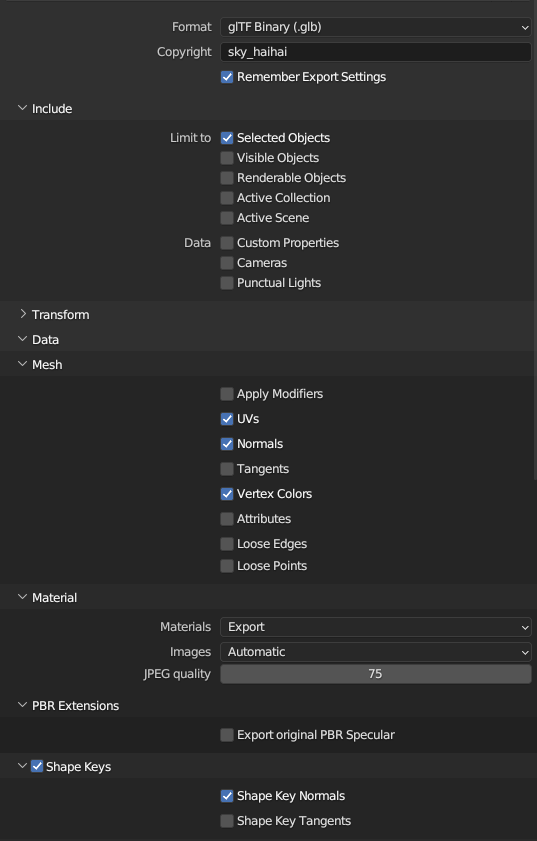 Format glTF Binary (.glb)
Copyright sky_haihai
Remember Export Settings
Include
Limit to Selected Objects
Visible Objects
Renderable Objects
Active Collection
Active Scene
Data Custom Properties
Cameras
Punctual Lights
Transform
Data
Mesh
Apply Modifiers
UVs
Normals
Tangents
Vertex Colors
Attributes
Loose Edges
Loose Points
Material
Materials Export
Images Automatic
JPEG quality 75
PBR Extensions
Export original PBR Specular
Shape Keys
Shape Key Normals
Shape Key Tangents